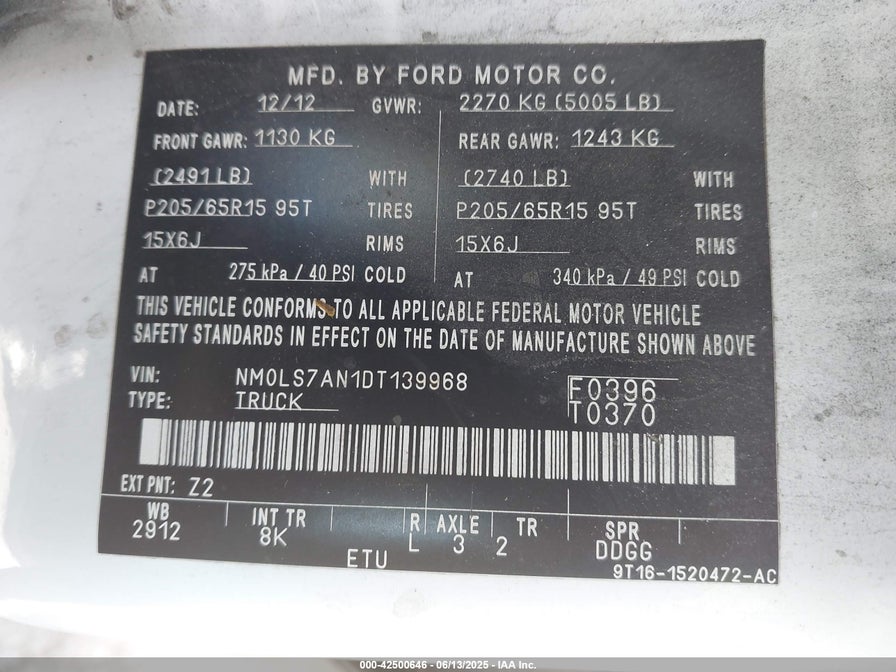 MFD. BY FORD MOTOR CO.
DATE: 12/12 GVWR: 2270 KG (5005 LB)
FRONT GAWR: 1130 KG REAR GAWR: 1243 KG
(2491 LB) WITH (2740 LB) WITH
P205/65R15 95T TIRES P205/65R15 95T TIRES
15X6J RIMS 15X6J RIMS
AT 275 kPa / 40 PSI COLD AT 340 kPa / 49 PSI COLD
THIS VEHICLE CONFORMS TO ALL APPLICABLE FEDERAL MOTOR VEHICLE
SAFETY STANDARDS IN EFFECT ON THE DATE OF MANUFACTURE SHOWN ABOVE
VIN: NM0LS7AN1DT139968 F0396
TYPE: TRUCK T0370
EXT PNT: Z2
WB INT TR R AXLE TR SPR
2912 8K L 3 2 DDGG
ETU
9T16-1520472-AC
000-42500646 - 06/13/2025 - IAA Inc.